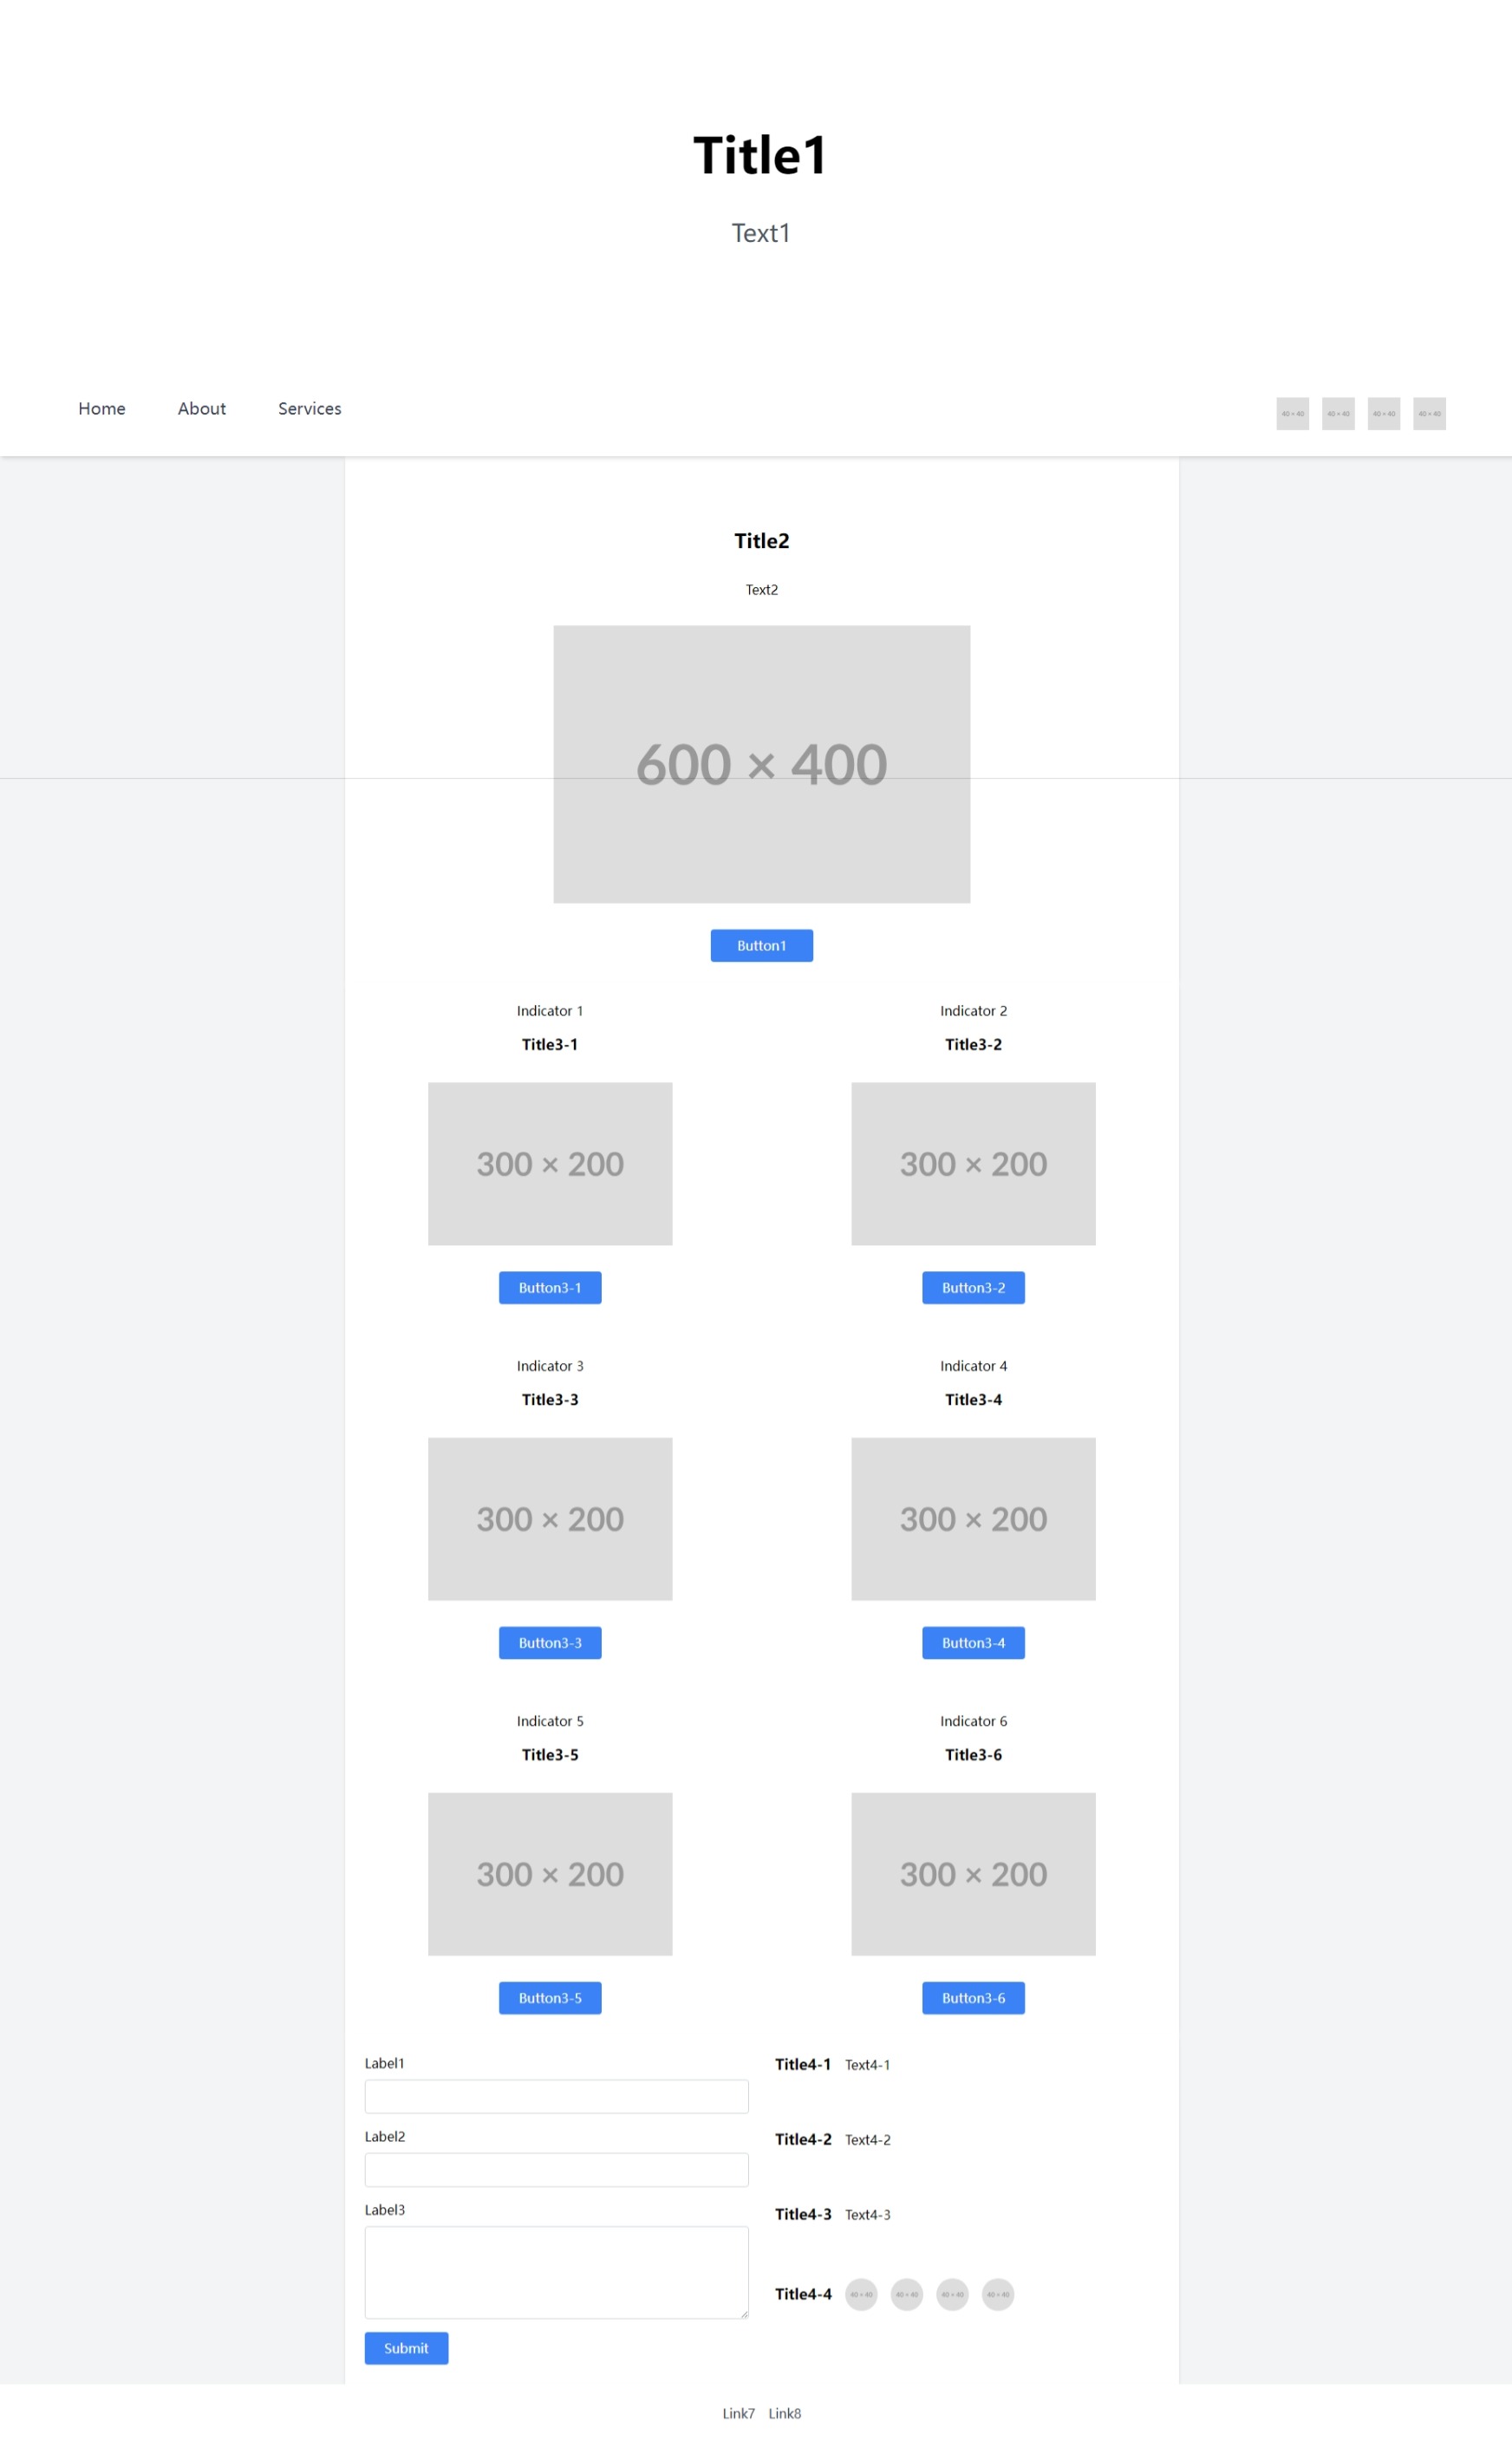 Title1
Text1
Home About Services 40 × 40 40 × 40 40 × 40 40 × 40
Title2
Text2
600 × 400
Button1
Indicator 1 Indicator 2
Title3-1 Title3-2
300 × 200 300 × 200
Button3-1 Button3-2
Indicator 3 Indicator 4
Title3-3 Title3-4
300 × 200 300 × 200
Button3-3 Button3-4
Indicator 5 Indicator 6
Title3-5 Title3-6
300 × 200 300 × 200
Button3-5 Button3-6
Label1
Label2
Label3
Submit
Title4-1 Text4-1
Title4-2 Text4-2
Title4-3 Text4-3
Title4-4 40 × 40 40 × 40 40 × 40 40 × 40
Link7 Link8